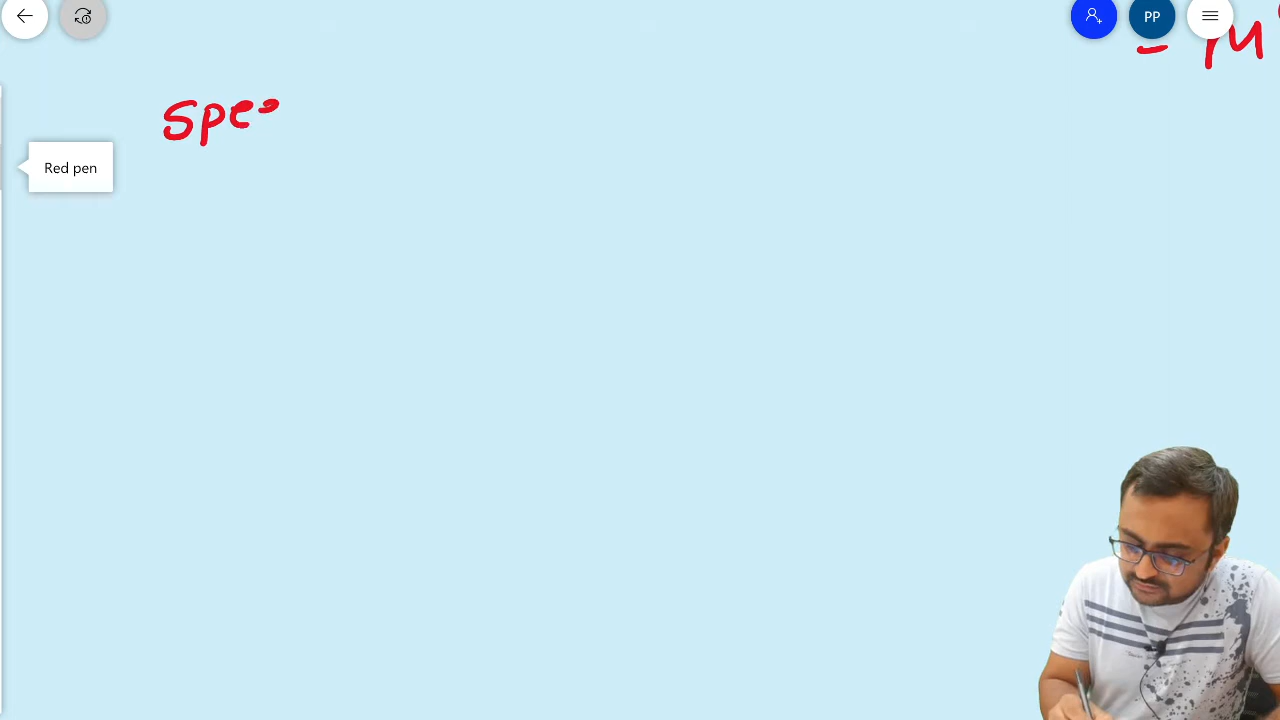 PP
= M
spe
Red pen